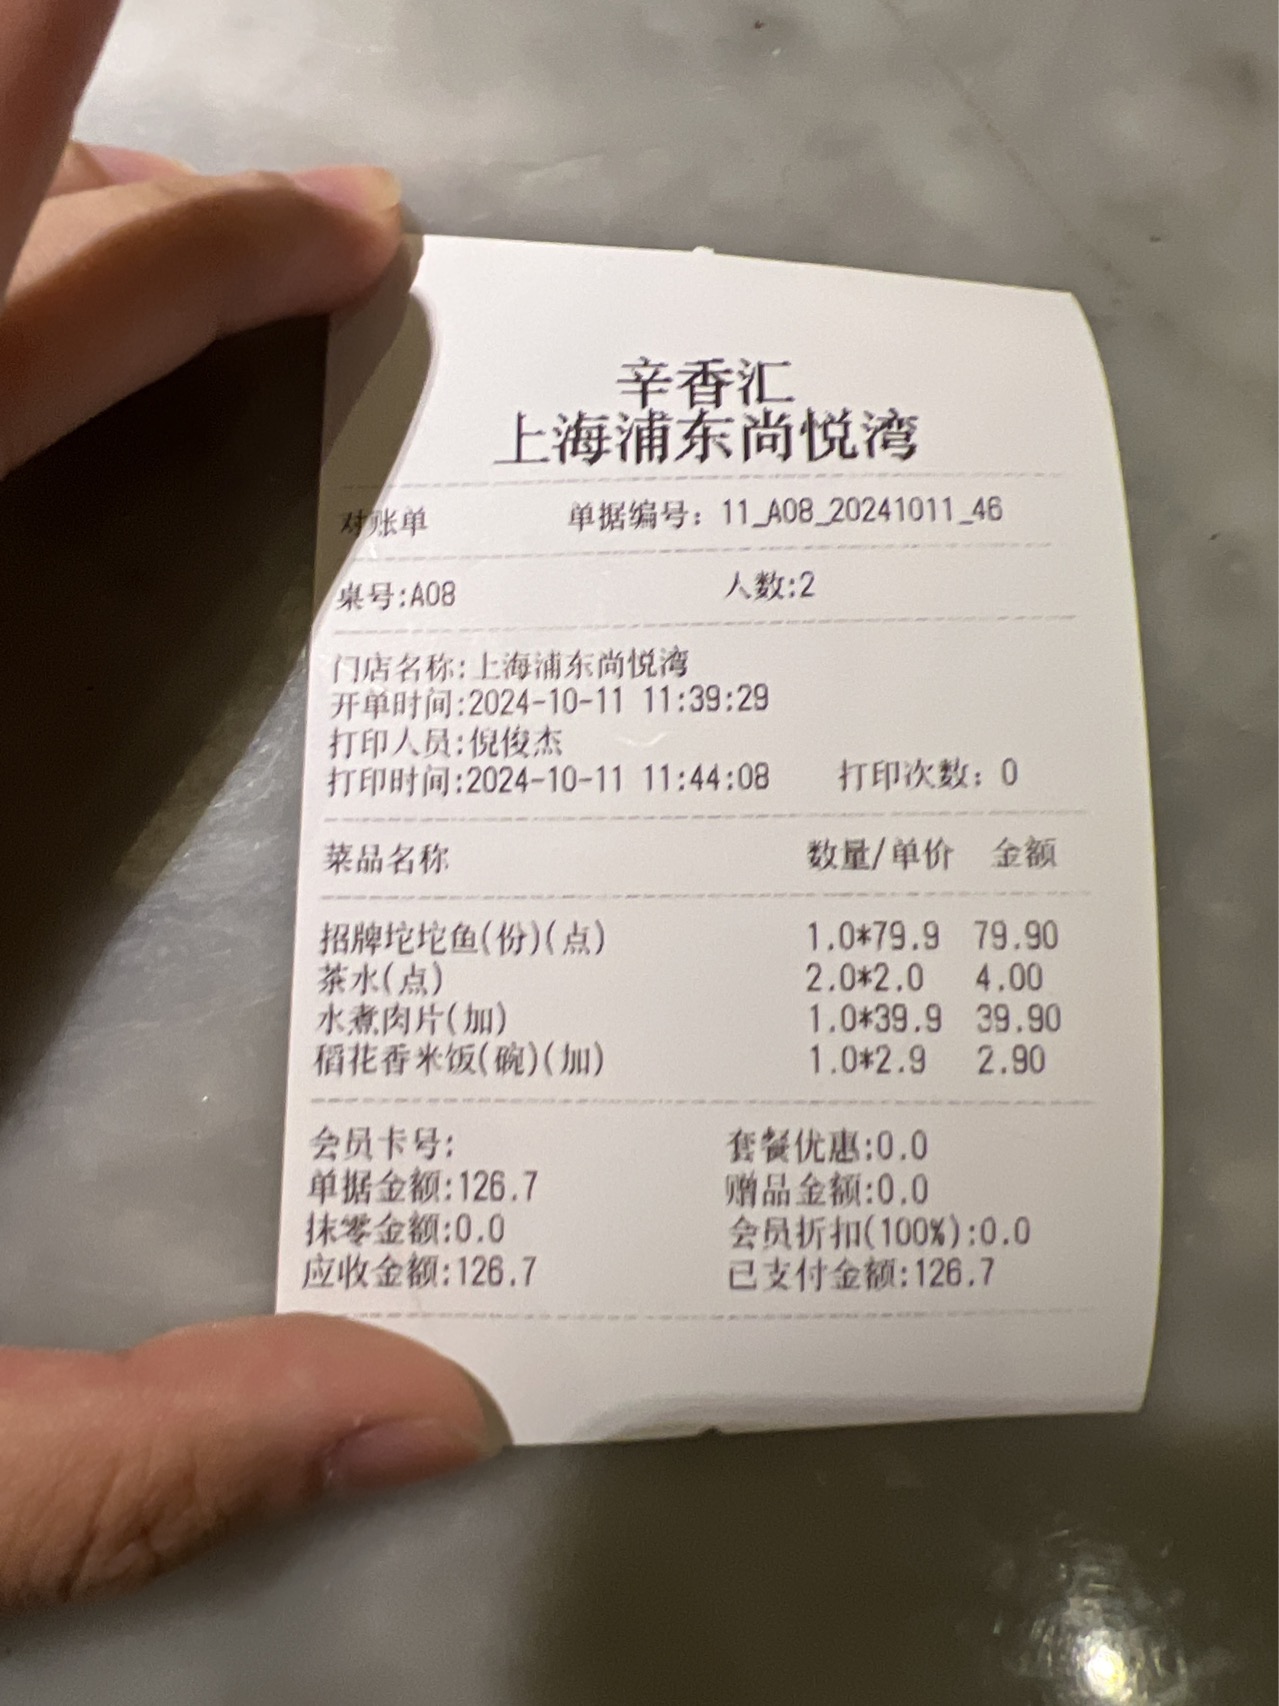 辛香汇
上海浦东尚悦湾
对账单 单据编号：11_A08_20241011_46
桌号:A08 人数:2
门店名称:上海浦东尚悦湾
开单时间:2024-10-11 11:39:29
打印人员:倪俊杰
打印时间:2024-10-11 11:44:08 打印次数：0
菜品名称 数量/单价 金额
招牌坨坨鱼(份)(点) 1.0*79.9 79.90
茶水(点) 2.0*2.0 4.00
水煮肉片(加) 1.0*39.9 39.90
稻花香米饭(碗)(加) 1.0*2.9 2.90
会员卡号: 套餐优惠:0.0
单据金额:126.7 赠品金额:0.0
抹零金额:0.0 会员折扣(100%):0.0
应收金额:126.7 已支付金额:126.7